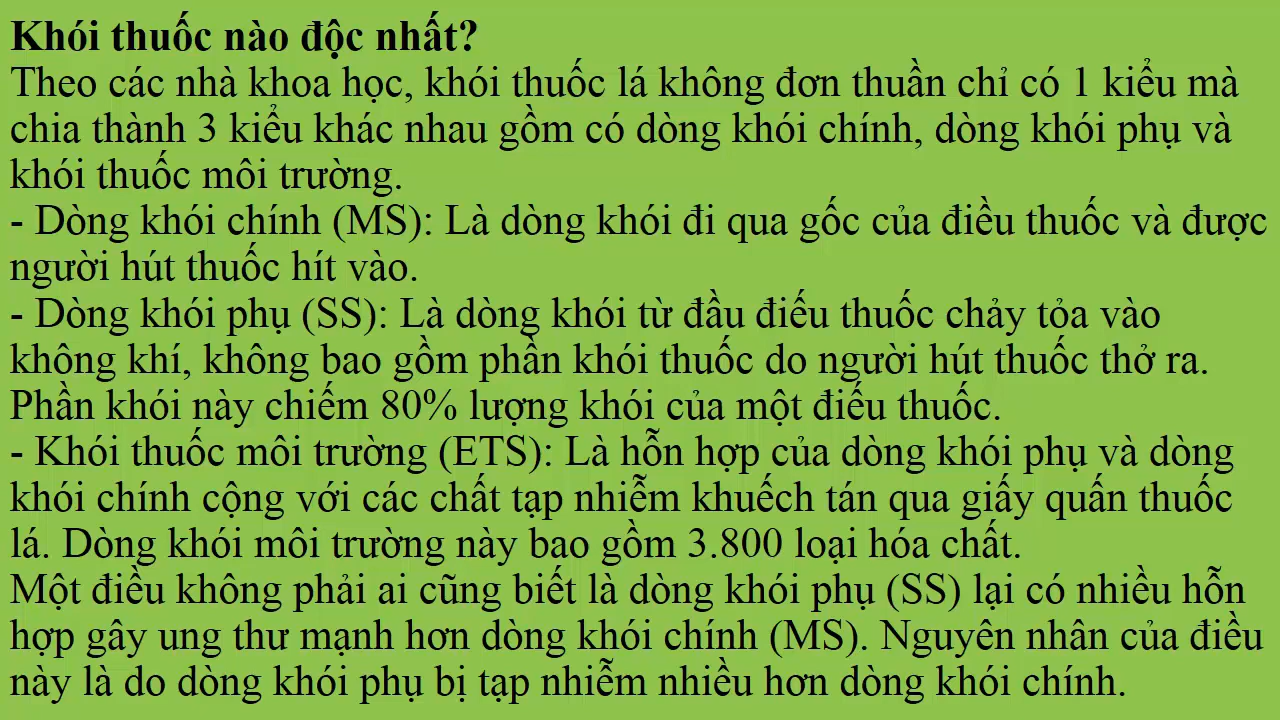 Khói thuốc nào độc nhất?
Theo các nhà khoa học, khói thuốc lá không đơn thuần chỉ có 1 kiểu mà
chia thành 3 kiểu khác nhau gồm có dòng khói chính, dòng khói phụ và
khói thuốc môi trường.
- Dòng khói chính (MS): Là dòng khói đi qua gốc của điều thuốc và được
người hút thuốc hít vào.
- Dòng khói phụ (SS): Là dòng khói từ đầu điếu thuốc chảy tỏa vào
không khí, không bao gồm phần khói thuốc do người hút thuốc thở ra.
Phần khói này chiếm 80% lượng khói của một điếu thuốc.
- Khói thuốc môi trường (ETS): Là hỗn hợp của dòng khói phụ và dòng
khói chính cộng với các chất tạp nhiễm khuếch tán qua giấy quấn thuốc
lá. Dòng khói môi trường này bao gồm 3.800 loại hóa chất.
Một điều không phải ai cũng biết là dòng khói phụ (SS) lại có nhiều hỗn
hợp gây ung thư mạnh hơn dòng khói chính (MS). Nguyên nhân của điều
này là do dòng khói phụ bị tạp nhiễm nhiều hơn dòng khói chính.